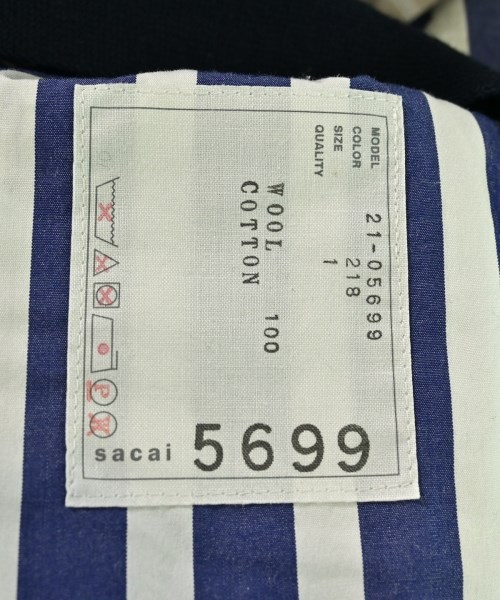 MODEL 21-05699
COLOR 218
SIZE 1
QUALITY
WOOL 100
COTTON
P
W
sacai 5699